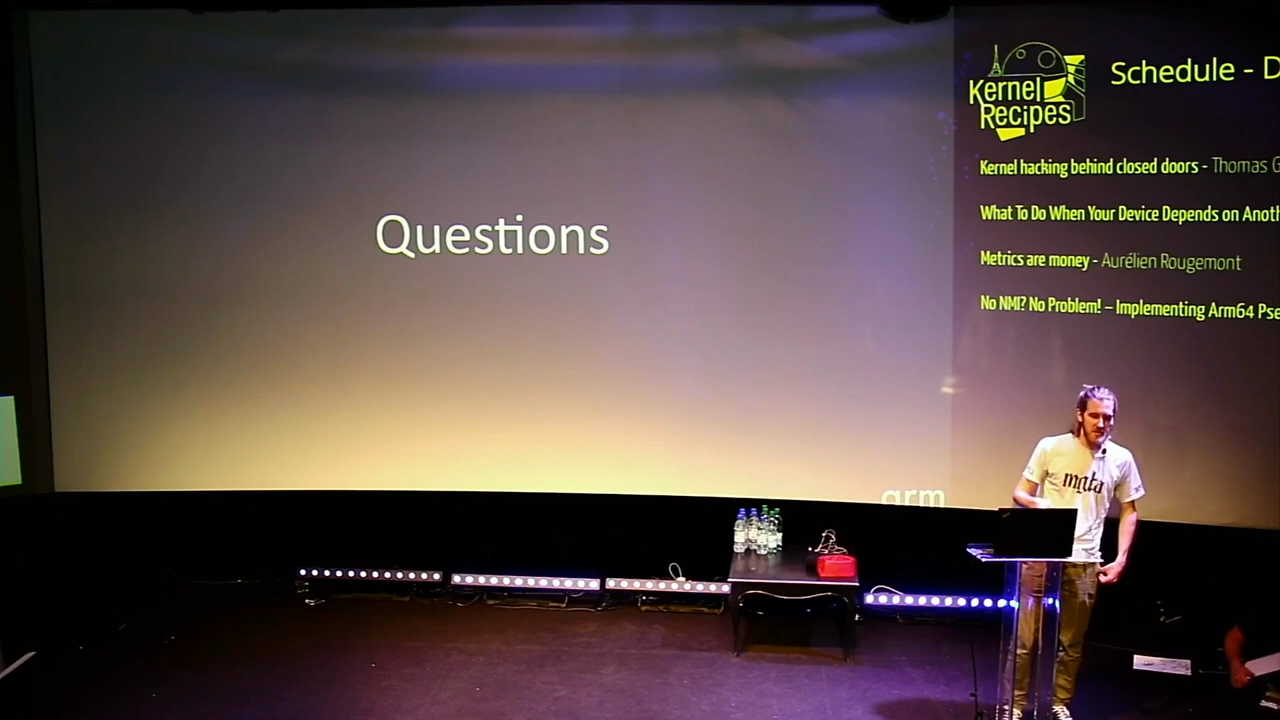 Questions
arm
Kernel
Recipes
Schedule - D
Kernel hacking behind closed doors - Thomas G
What To Do When Your Device Depends on Anoth
Metrics are money - Aurélien Rougemont
No NMI? No Problem! – Implementing Arm64 Pse
mata